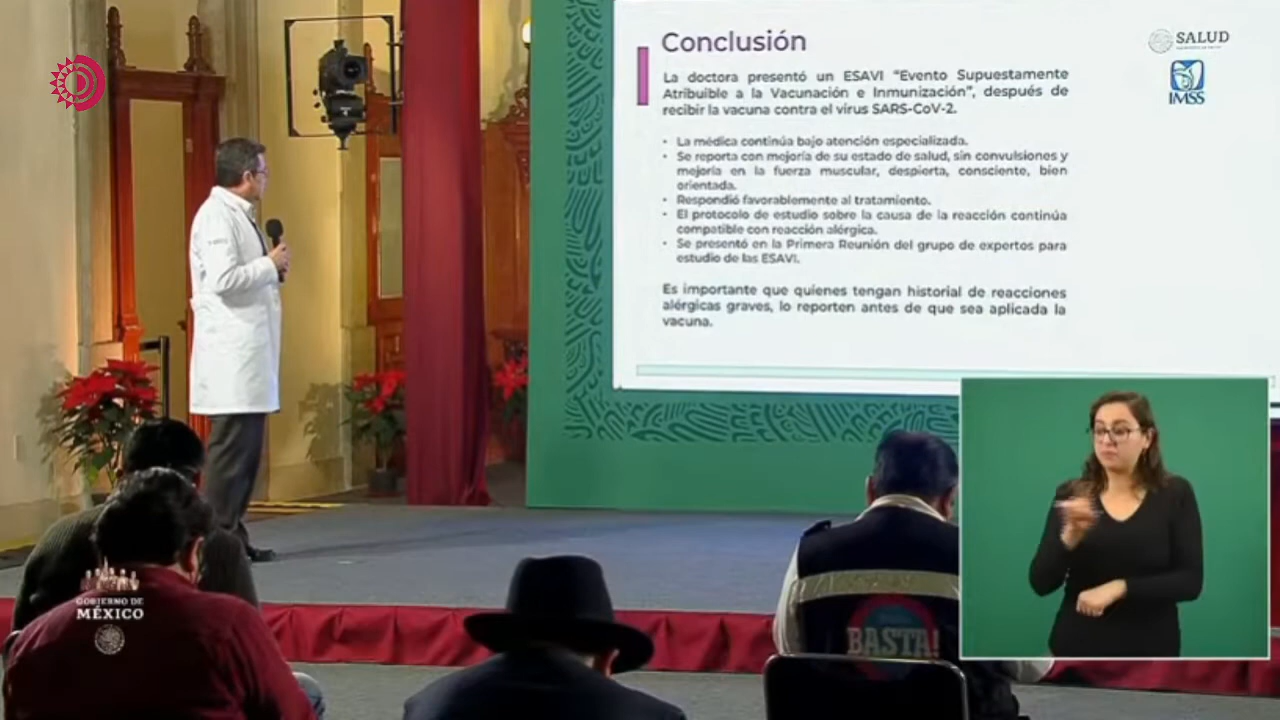 Conclusión
La doctora presentó un ESAVI “Evento Supuestamente
Atribuible a la Vacunación e Inmunización”, después de
recibir la vacuna contra el virus SARS-CoV-2.
• La médica continúa bajo atención especializada.
• Se reporta con mejoría de su estado de salud, sin convulsiones y
mejoría en la fuerza muscular, despierta, consciente, bien
orientada.
• Respondió favorablemente al tratamiento.
• El protocolo de estudio sobre la causa de la reacción continúa
compatible con reacción alérgica.
• Se presentó en la Primera Reunión del grupo de expertos para
estudio de las ESAVI.
Es importante que quienes tengan historial de reacciones
alérgicas graves, lo reporten antes de que sea aplicada la
vacuna.
SALUD
IMSS
GOBIERNO DE
MÉXICO
BASTA!